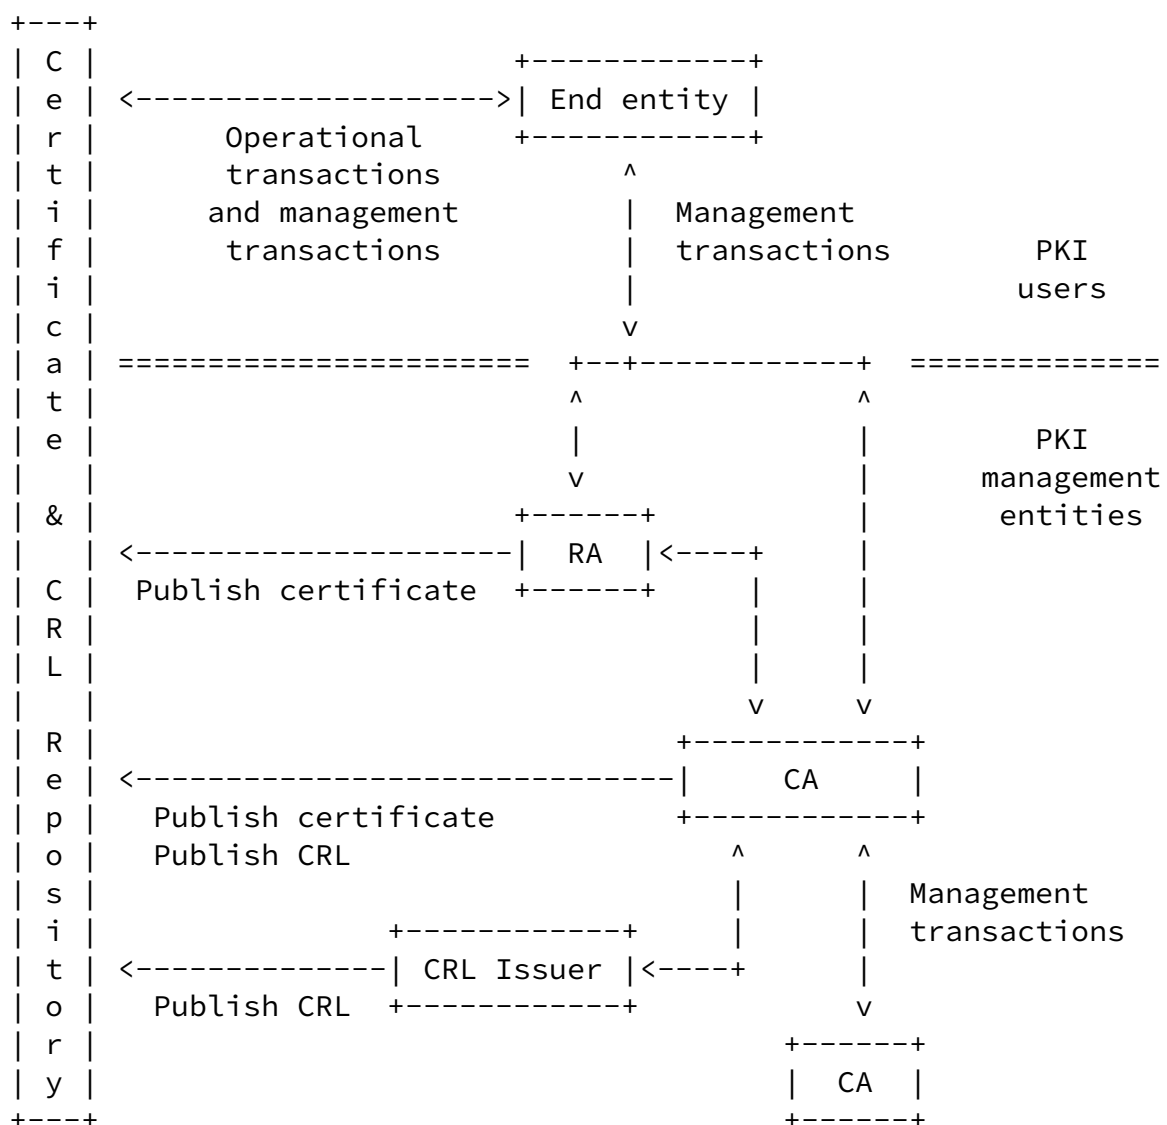 +---+
| C |                       +------------+
| e | <-------------------->| End entity |
| r |       Operational     +------------+
| t |       transactions          ^
| i |      and management         |  Management
| f |       transactions          |  transactions        PKI
| i |                             |                     users
| c |                             v
| a | =======================  +--+------------+  ==============
| t |                          ^               ^
| e |                          |               |         PKI
|   |                          v               |      management
| & |                       +------+           |       entities
|   | <---------------------|  RA  |<----+     |
| C |  Publish certificate  +------+     |     |
| R |                                    |     |
| L |                                    |     |
|   |                                    v     v
| R |                                +------------+
| e | <------------------------------|     CA     |
| p |   Publish certificate          +------------+
| o |   Publish CRL                     ^      ^
| s |                                   |      |  Management
| i |                +------------+     |      |  transactions
| t | <--------------| CRL Issuer |<----+      |
| o |   Publish CRL  +------------+            v
| r |                                      +------+
| y |                                      |  CA  |
+---+                                      +------+